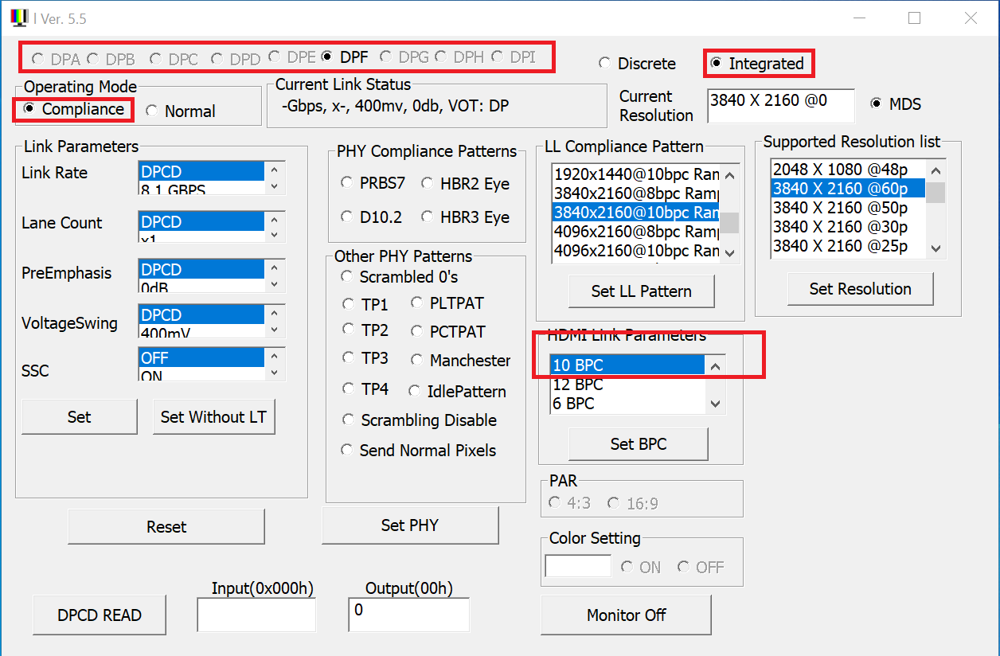 | Ver. 5.5
DPA DPB DPC DPD DPE DPF DPG DPH DPI
Discrete Integrated
Operating Mode
Compliance Normal
Current Link Status
-Gbps, x-, 400mv, 0db, VOT: DP
Current
Resolution
3840 X 2160 @0
MDS
Link Parameters
Link Rate
DPCD
8.1 GBPS
Lane Count
DPCD
x1
PreEmphasis
DPCD
0dB
VoltageSwing
DPCD
400mV
SSC
OFF
ON
Set Set Without LT
Reset
PHY Compliance Patterns
PRBS7 HBR2 Eye
D10.2 HBR3 Eye
Other PHY Patterns
Scrambled 0's
TP1 PLTPAT
TP2 PCTPAT
TP3 Manchester
TP4 IdlePattern
Scrambling Disable
Send Normal Pixels
Set PHY
LL Compliance Pattern
1920x1440@10bpc Ran
3840x2160@8bpc Ramp
3840x2160@10bpc Ran
4096x2160@8bpc Ramp
4096x2160@10bpc Ran
Set LL Pattern
Supported Resolution list
2048 X 1080 @48p
3840 X 2160 @60p
3840 X 2160 @50p
3840 X 2160 @30p
3840 X 2160 @25p
Set Resolution
HDMI Link Parameters
10 BPC
12 BPC
6 BPC
Set BPC
PAR
4:3 16:9
Color Setting
ON OFF
DPCD READ
Input(0x000h)
Output(00h)
0
Monitor Off